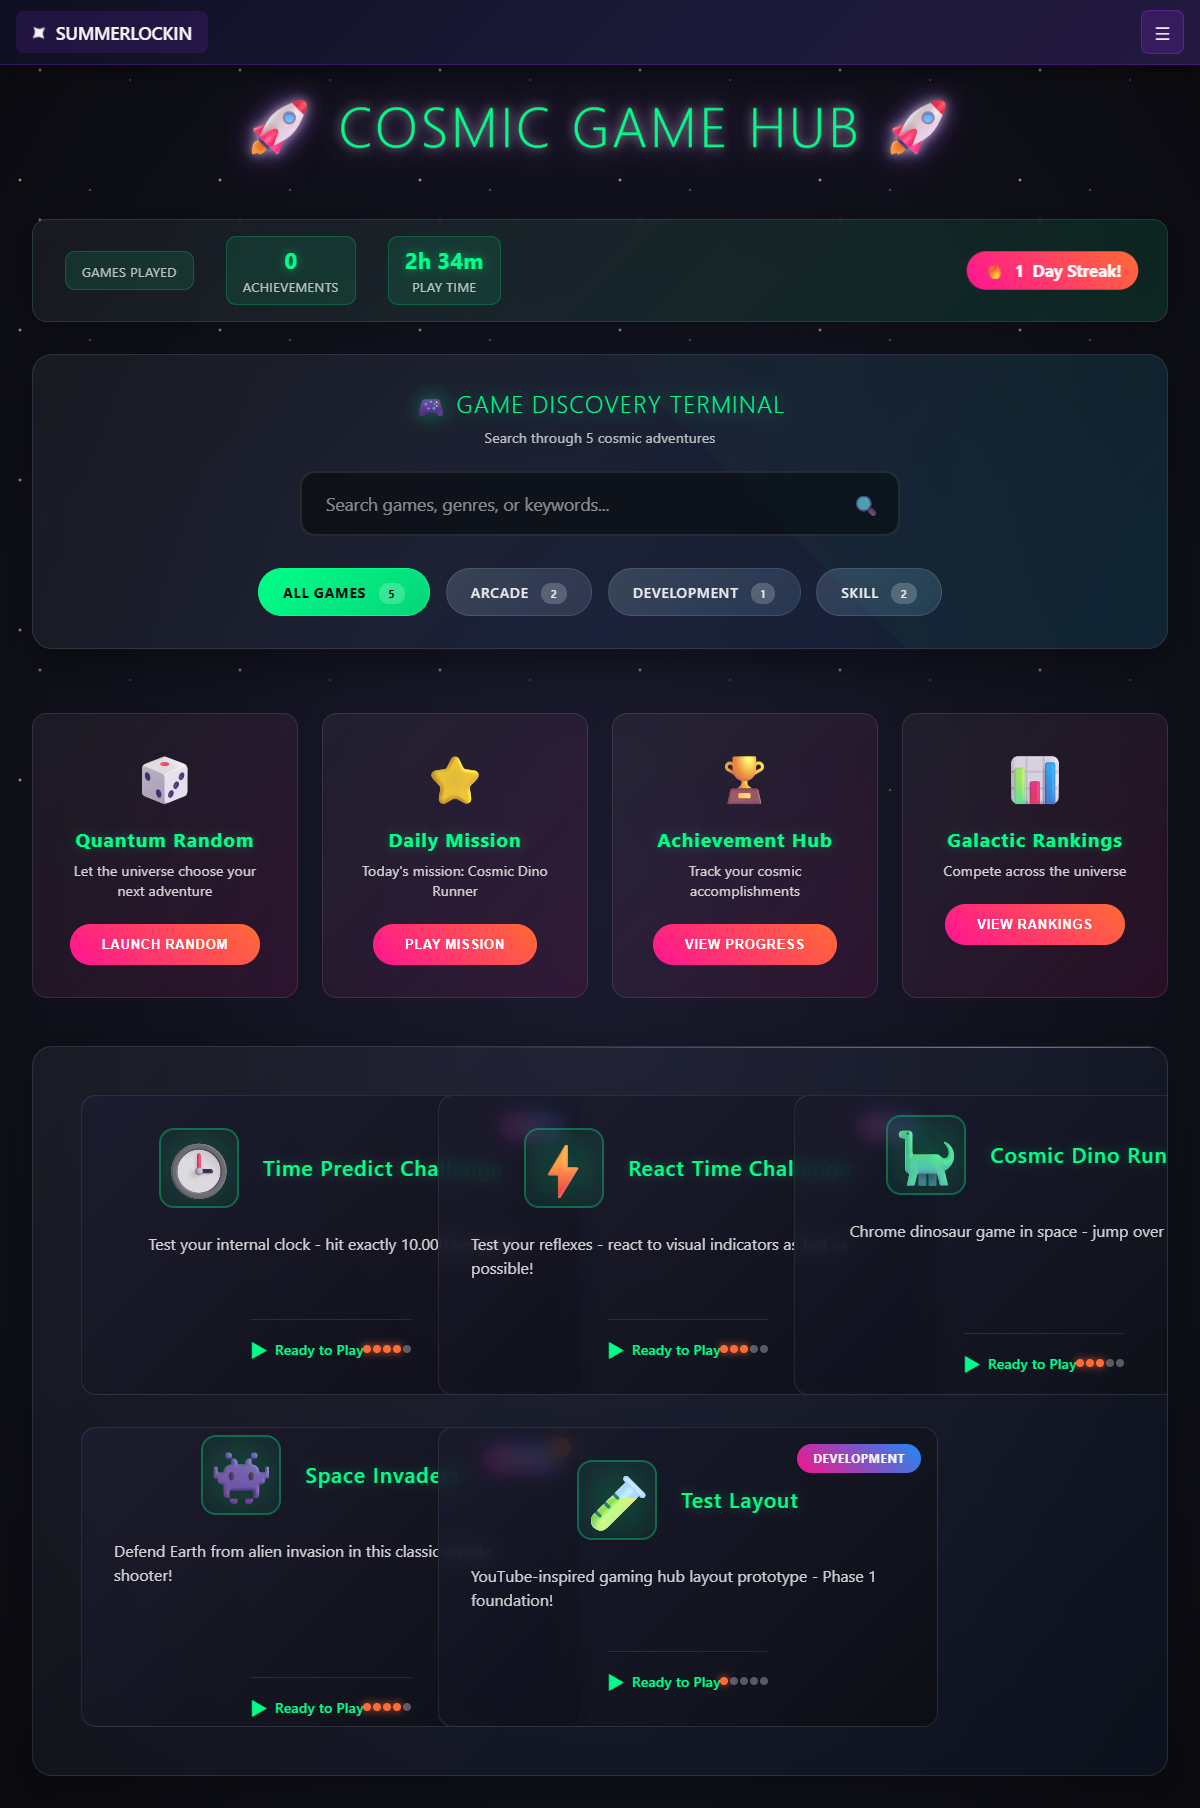 SUMMERLOCKIN
☰
🚀 COSMIC GAME HUB 🚀
GAMES PLAYED
0
ACHIEVEMENTS
2h 34m
PLAY TIME
🔥 1 Day Streak!
🎮 GAME DISCOVERY TERMINAL
Search through 5 cosmic adventures
Search games, genres, or keywords...
ALL GAMES 5
ARCADE 2
DEVELOPMENT 1
SKILL 2
Quantum Random
Let the universe choose your
next adventure
LAUNCH RANDOM
Daily Mission
Today's mission: Cosmic Dino
Runner
PLAY MISSION
Achievement Hub
Track your cosmic
accomplishments
VIEW PROGRESS
Galactic Rankings
Compete across the universe
VIEW RANKINGS
Time Predict Challenge
Test your internal clock - hit exactly 10.00
▶ Ready to Play
React Time Challenge
Test your reflexes - react to visual indicators as fast as
possible!
▶ Ready to Play
Cosmic Dino Run
Chrome dinosaur game in space - jump over
▶ Ready to Play
Space Invaders
Defend Earth from alien invasion in this classic arcade
shooter!
▶ Ready to Play
DEVELOPMENT
Test Layout
YouTube-inspired gaming hub layout prototype - Phase 1
foundation!
▶ Ready to Play